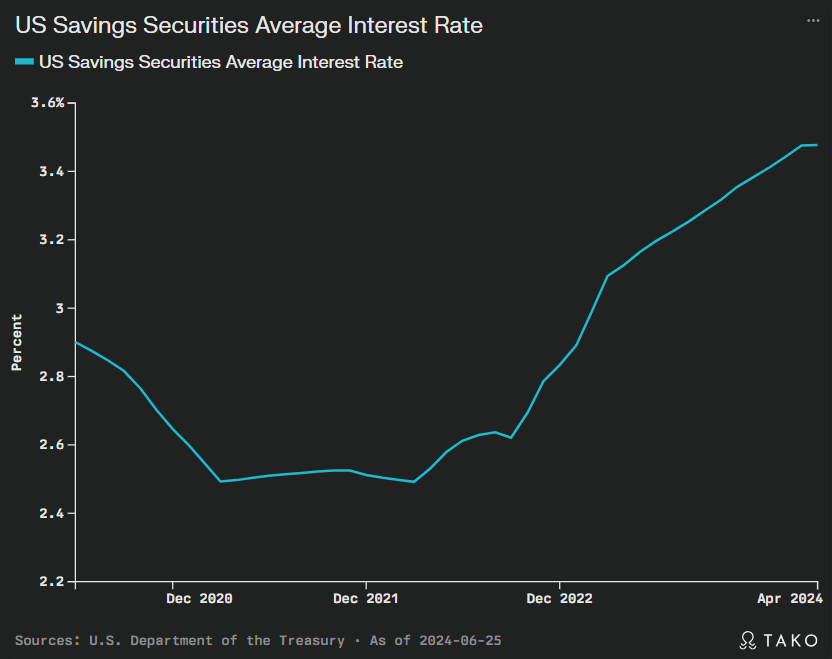 US Savings Securities Average Interest Rate
...
US Savings Securities Average Interest Rate
3.6%
3.4
3.2
3
2.8
2.6
2.4
2.2
Percent
Dec 2020 Dec 2021 Dec 2022 Apr 2024
Sources: U.S. Department of the Treasury · As of 2024-06-25
TAKO